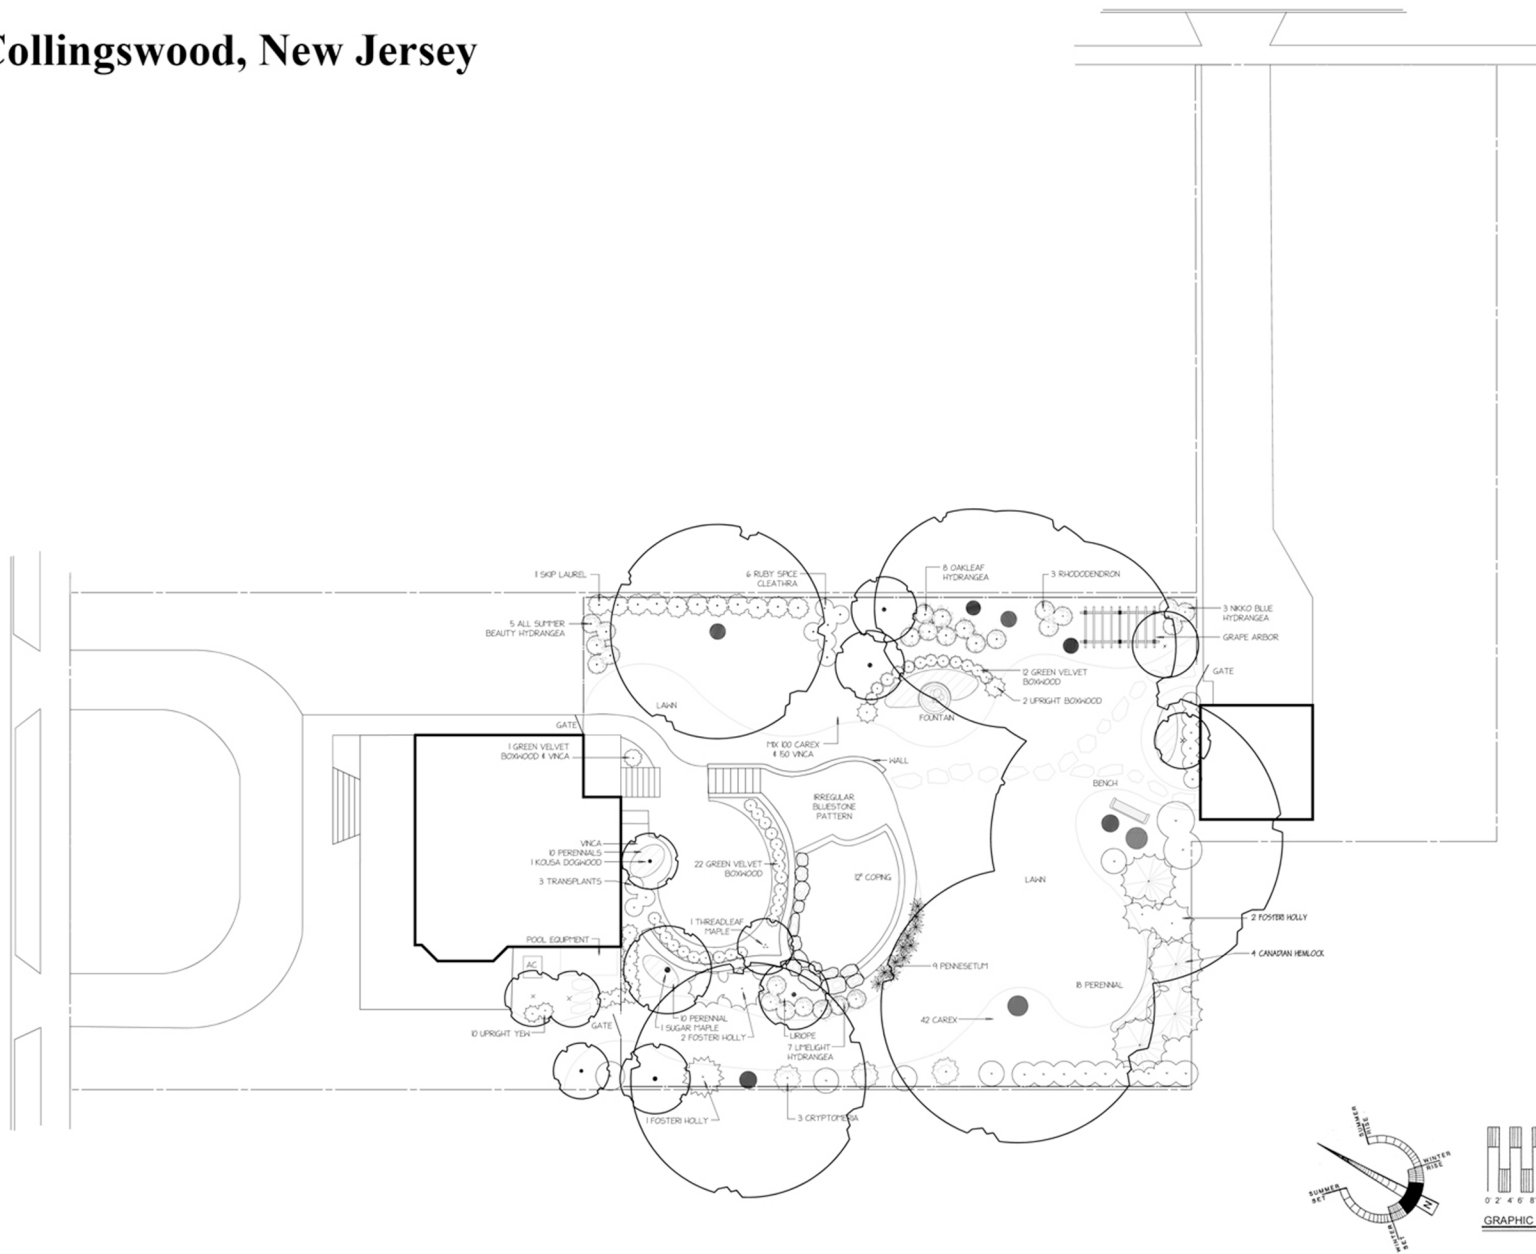 Collingswood, New Jersey
11 SKIP LAUREL
6 RUBY SPICE
CLEATHRA
8 OAKLEAF
HYDRANGEA
3 RHODODENDRON
5 ALL SUMMER
BEAUTY HYDRANGEA
3 NIKKO BLUE
HYDRANGEA
GRAPE ARBOR
GATE
12 GREEN VELVET
BOXWOOD
2 UPRIGHT BOXWOOD
LAWN
FOUNTAIN
GATE
1 GREEN VELVET
BOXWOOD & VINCA
MIX 100 CAREX
& 150 VINCA
WALL
BENCH
IRREGULAR
BLUESTONE
PATTERN
VINCA
10 PERENNIALS
1 KOUSA DOGWOOD
3 TRANSPLANTS
22 GREEN VELVET
BOXWOOD
12" COPING
LAWN
1 THREADLEAF
MAPLE
2 FOSTERI HOLLY
POOL EQUIPMENT
4 CANADIAN HEMLOCK
AC
9 PENNESETUM
18 PERENNIAL
10 UPRIGHT YEW
GATE
10 PERENNIAL
1 SUGAR MAPLE
2 FOSTERI HOLLY
LIRIOPE
7 LIMELIGHT
HYDRANGEA
42 CAREX
1 FOSTERI HOLLY
3 CRYPTOMERIA
SUMMER
RISE
WINTER
RISE
SUMMER
SET
WINTER
SET
N
0' 2' 4' 6' 8'
GRAPHIC